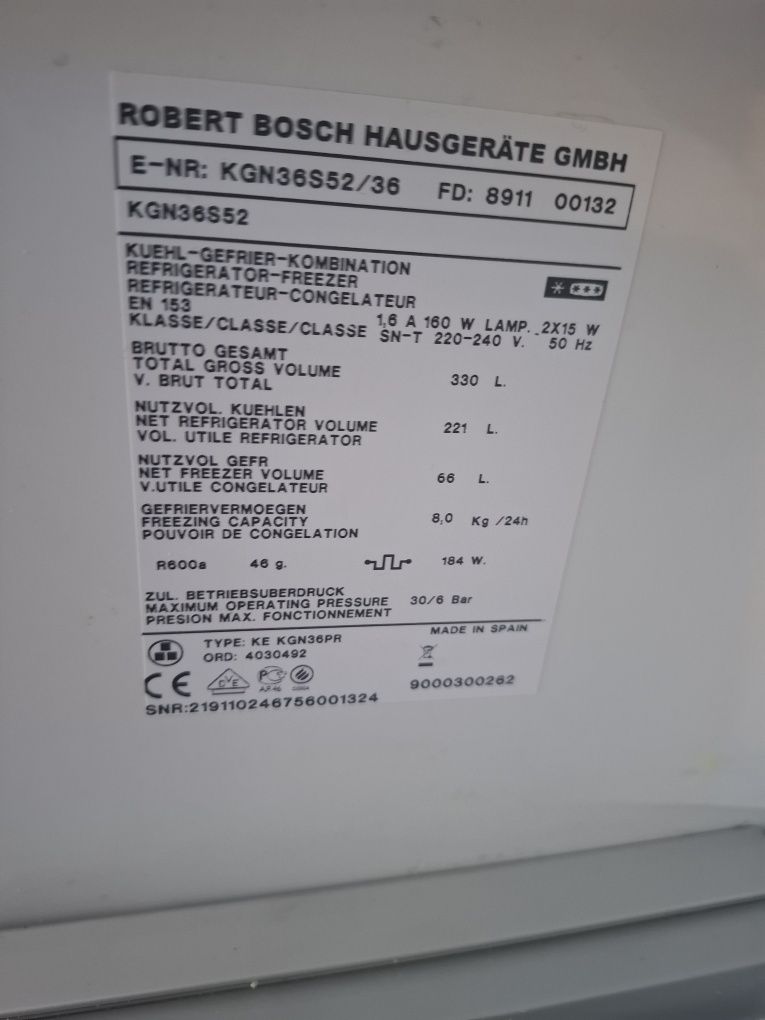 ROBERT BOSCH HAUSGERÄTE GMBH
E-NR: KGN36S52/36 FD: 8911 00132
KGN36S52
KUEHL-GEFRIER-KOMBINATION
REFRIGERATOR-FREEZER
REFRIGERATEUR-CONGELATEUR
EN 153
KLASSE/CLASSE/CLASSE 1,6 A 160 W LAMP. 2X15 W
SN-T 220-240 V. 50 Hz
BRUTTO GESAMT
TOTAL GROSS VOLUME 330 L.
V. BRUT TOTAL
NUTZVOL. KUEHLEN
NET REFRIGERATOR VOLUME 221 L.
VOL. UTILE REFRIGERATOR
NUTZVOL GEFR
NET FREEZER VOLUME 66 L.
V.UTILE CONGELATEUR
GEFRIERVERMOEGEN
FREEZING CAPACITY 8,0 Kg /24h
POUVOIR DE CONGELATION
R600a 46 g. 184 W.
ZUL. BETRIEBSUBERDRUCK
MAXIMUM OPERATING PRESSURE 30/6 Bar
PRESION MAX. FONCTIONNEMENT
TYPE: KE KGN36PR MADE IN SPAIN
ORD: 4030492
CE
9000300262
SNR:219110246756001324